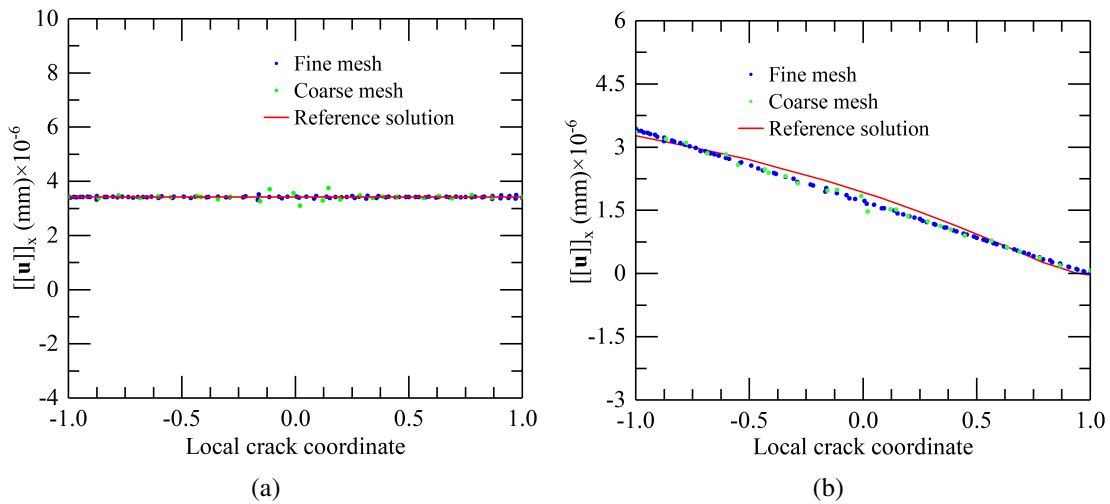 10
8
6
4
2
0
-2
-4
[[u]]x (mm)×10-6
Fine mesh
Coarse mesh
Reference solution
-1.0 -0.5 0.0 0.5 1.0
Local crack coordinate
(a)
6
4.5
3
1.5
0
-1.5
-3
[[u]]x (mm)×10-6
Fine mesh
Coarse mesh
Reference solution
-1.0 -0.5 0.0 0.5 1.0
Local crack coordinate
(b)